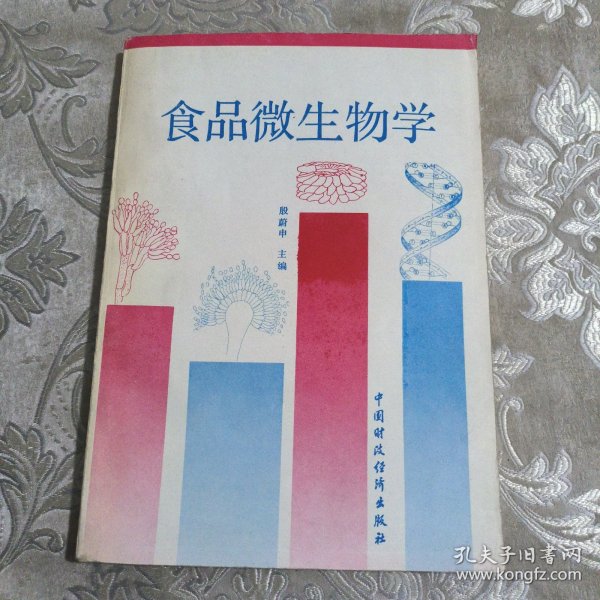 食品微生物学
殷蔚申 主编
中国财政经济出版社
孔夫子旧书网
www.kongfz.com